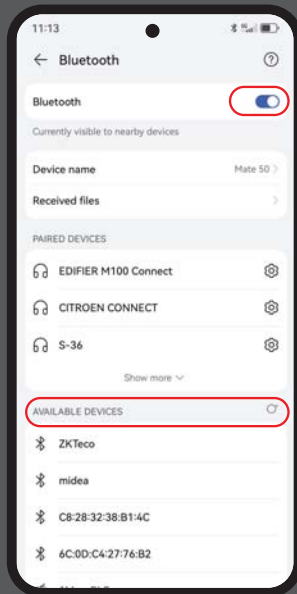 11:13
Bluetooth
Bluetooth
Currently visible to nearby devices
Device name Mate 50
Received files
PAIRED DEVICES
EDIFIER M100 Connect
CITROEN CONNECT
S-36
Show more
AVAILABLE DEVICES
ZKTeco
midea
C8:28:32:38:B1:4C
6C:0D:C4:27:76:B2